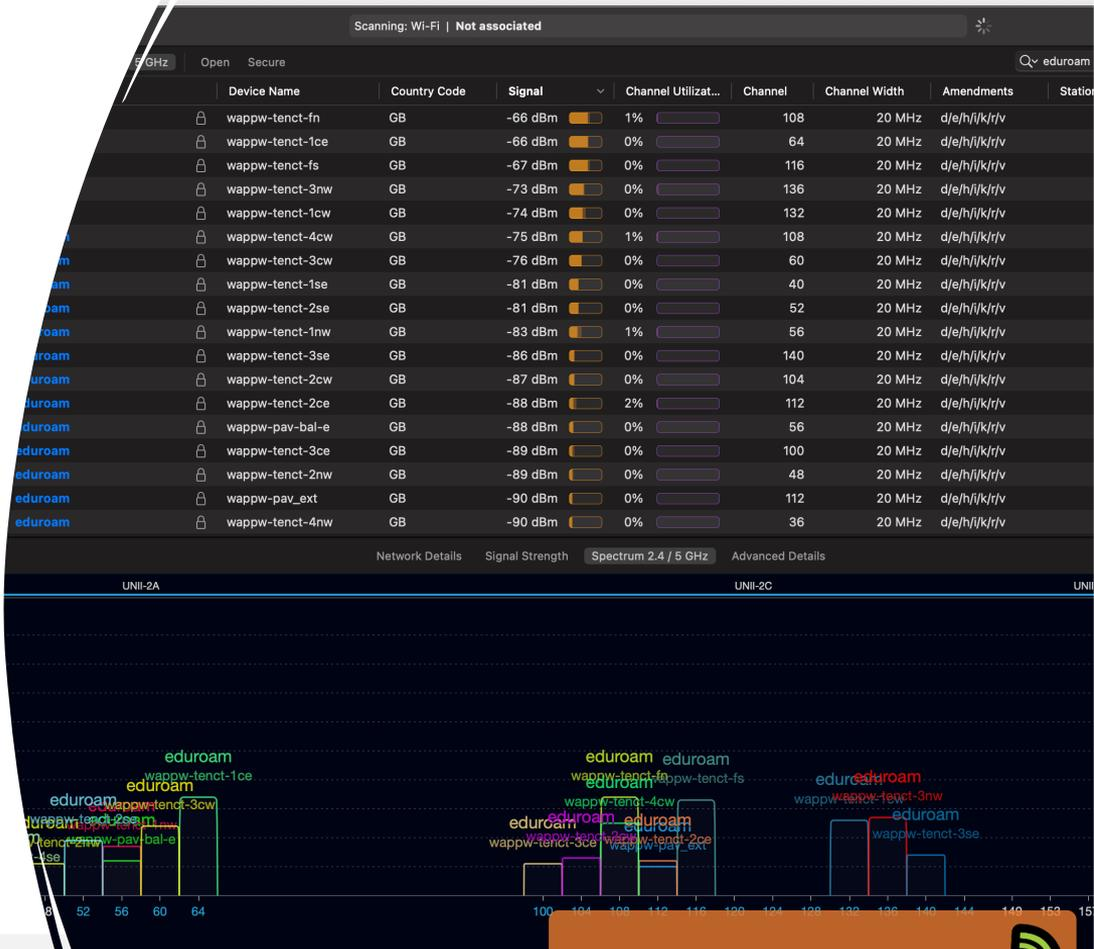 Scanning: Wi-Fi | Not associated
5 GHz Open Secure eduroam
Device Name Country Code Signal Channel Utilizat... Channel Channel Width Amendments
wappw-tenct-fn GB -66 dBm 1% 108 20 MHz d/e/h/i/k/r/v
wappw-tenct-1ce GB -66 dBm 0% 64 20 MHz d/e/h/i/k/r/v
wappw-tenct-fs GB -67 dBm 0% 116 20 MHz d/e/h/i/k/r/v
wappw-tenct-3nw GB -73 dBm 0% 136 20 MHz d/e/h/i/k/r/v
wappw-tenct-1cw GB -74 dBm 0% 132 20 MHz d/e/h/i/k/r/v
wappw-tenct-4cw GB -75 dBm 1% 108 20 MHz d/e/h/i/k/r/v
wappw-tenct-3cw GB -76 dBm 0% 60 20 MHz d/e/h/i/k/r/v
wappw-tenct-1se GB -81 dBm 0% 40 20 MHz d/e/h/i/k/r/v
wappw-tenct-2se GB -81 dBm 0% 52 20 MHz d/e/h/i/k/r/v
wappw-tenct-1nw GB -83 dBm 1% 56 20 MHz d/e/h/i/k/r/v
wappw-tenct-3se GB -86 dBm 0% 140 20 MHz d/e/h/i/k/r/v
wappw-tenct-2cw GB -87 dBm 0% 104 20 MHz d/e/h/i/k/r/v
wappw-tenct-2ce GB -88 dBm 2% 112 20 MHz d/e/h/i/k/r/v
wappw-pav-bal-e GB -88 dBm 0% 56 20 MHz d/e/h/i/k/r/v
eduroam wappw-tenct-3ce GB -89 dBm 0% 100 20 MHz d/e/h/i/k/r/v
eduroam wappw-tenct-2nw GB -89 dBm 0% 48 20 MHz d/e/h/i/k/r/v
eduroam wappw-pav_ext GB -90 dBm 0% 112 20 MHz d/e/h/i/k/r/v
eduroam wappw-tenct-4nw GB -90 dBm 0% 36 20 MHz d/e/h/i/k/r/v
Network Details Signal Strength Spectrum 2.4 / 5 GHz Advanced Details
UNII-2A UNII-2C
eduroam eduroam eduroam
wappw-tenct-1ce wappw-tenct-fn
eduroam eduroam eduroam eduroam
wappw-tenct-3cw wappw-tenct-4cw wappw-tenct-3nw
eduroam eduroam eduroam eduroam
wappw-pav-bal-e wappw-tenct-3ce wappw-pav_ext wappw-tenct-3se
52 56 60 64 100 104 108 112 116 120 124 128 132 136 140 144 149 153